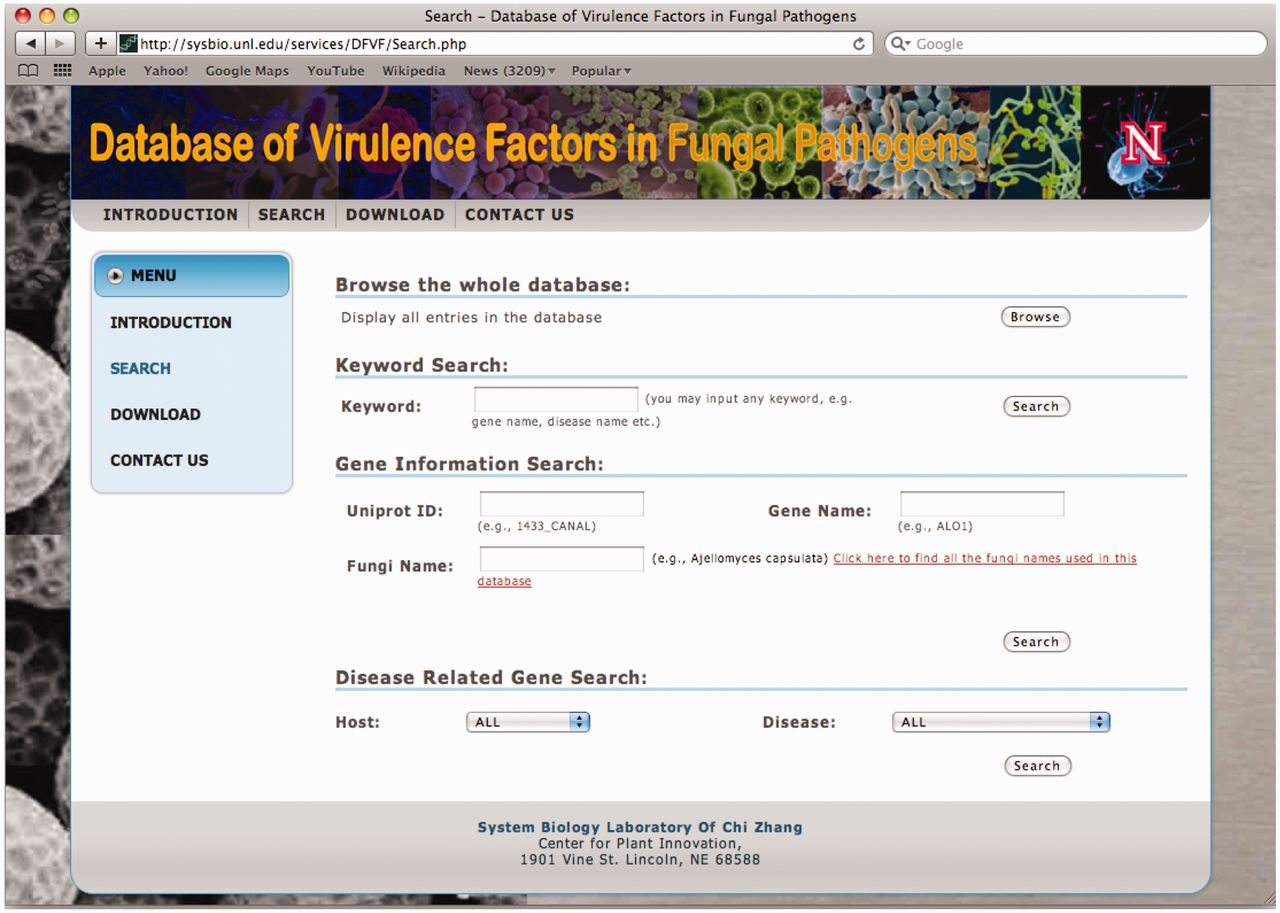 Search – Database of Virulence Factors in Fungal Pathogens
http://sysbio.unl.edu/services/DFVF/Search.php
Google
Apple Yahoo! Google Maps YouTube Wikipedia News (3209) Popular
Database of Virulence Factors in Fungal Pathogens
N
INTRODUCTION SEARCH DOWNLOAD CONTACT US
MENU
INTRODUCTION
SEARCH
DOWNLOAD
CONTACT US
Browse the whole database:
Display all entries in the database Browse
Keyword Search:
Keyword: (you may input any keyword, e.g. Search
gene name, disease name etc.)
Gene Information Search:
Uniprot ID: Gene Name:
(e.g., 1433_CANAL) (e.g., ALO1)
Fungi Name: (e.g., Ajellomyces capsulata) Click here to find all the fungi names used in this
database
Search
Disease Related Gene Search:
Host: ALL Disease: ALL
Search
System Biology Laboratory Of Chi Zhang
Center for Plant Innovation,
1901 Vine St. Lincoln, NE 68588